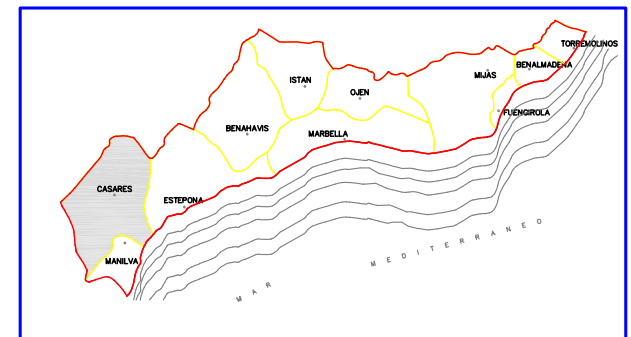 TORREMOLINOS
BENALMADENA
MIJAS
ISTAN
OJEN
FUENGIROLA
BENAHAVIS
MARBELLA
CASARES
ESTEPONA
MANILVA
MAR MEDITERRANEO